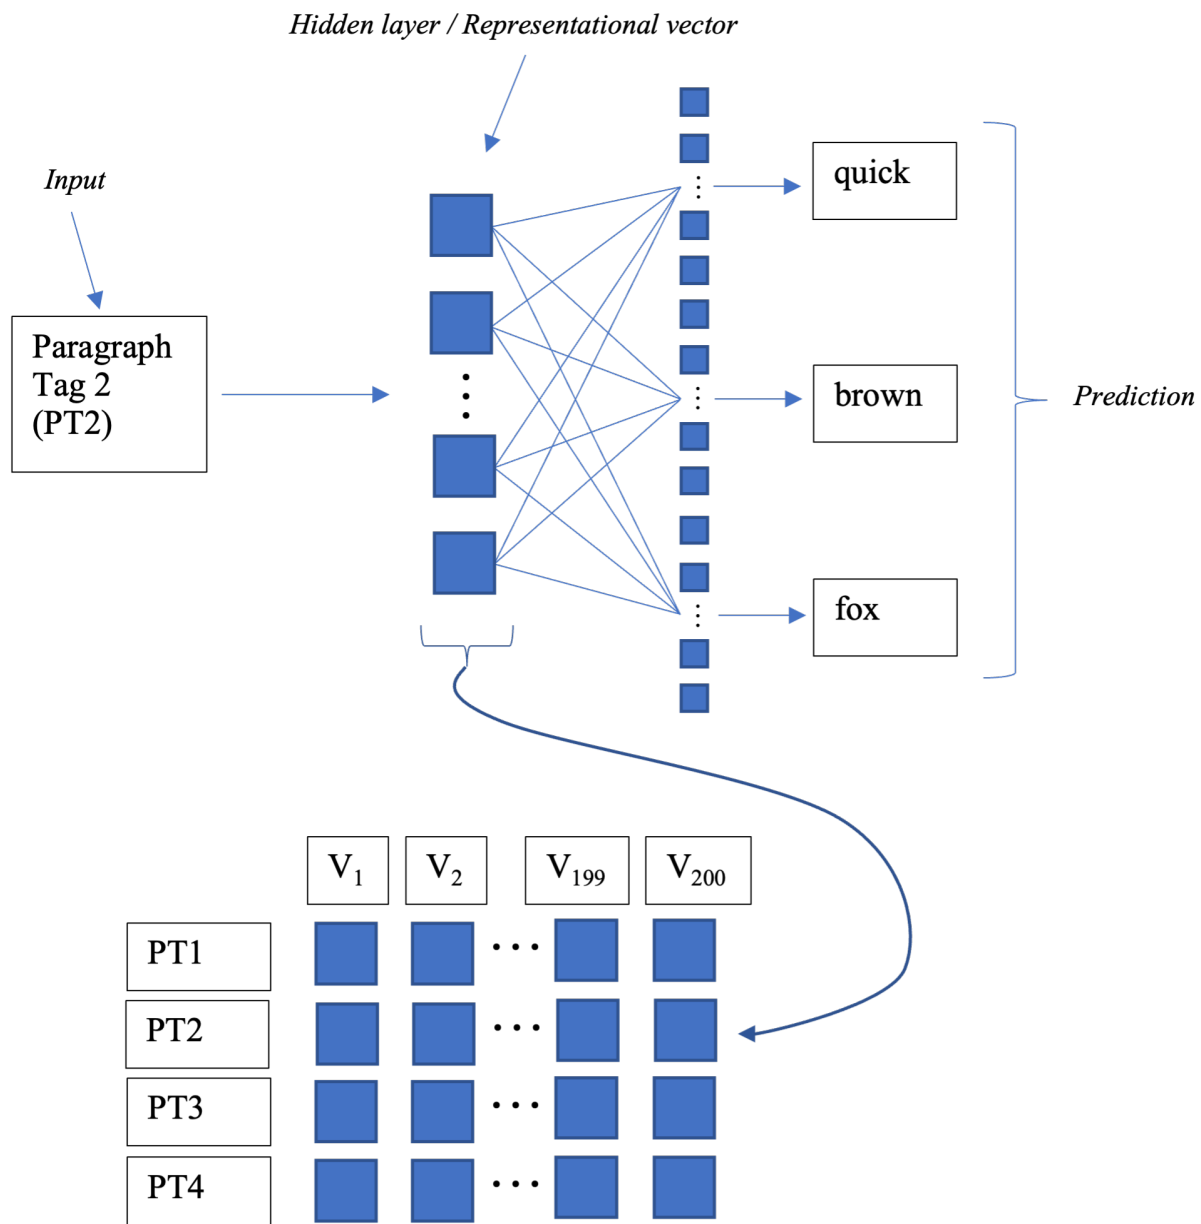 Hidden layer / Representational vector
Input
quick
Paragraph
Tag 2
(PT2)
brown
Prediction
fox
V1 V2 V199 V200
PT1
PT2
PT3
PT4